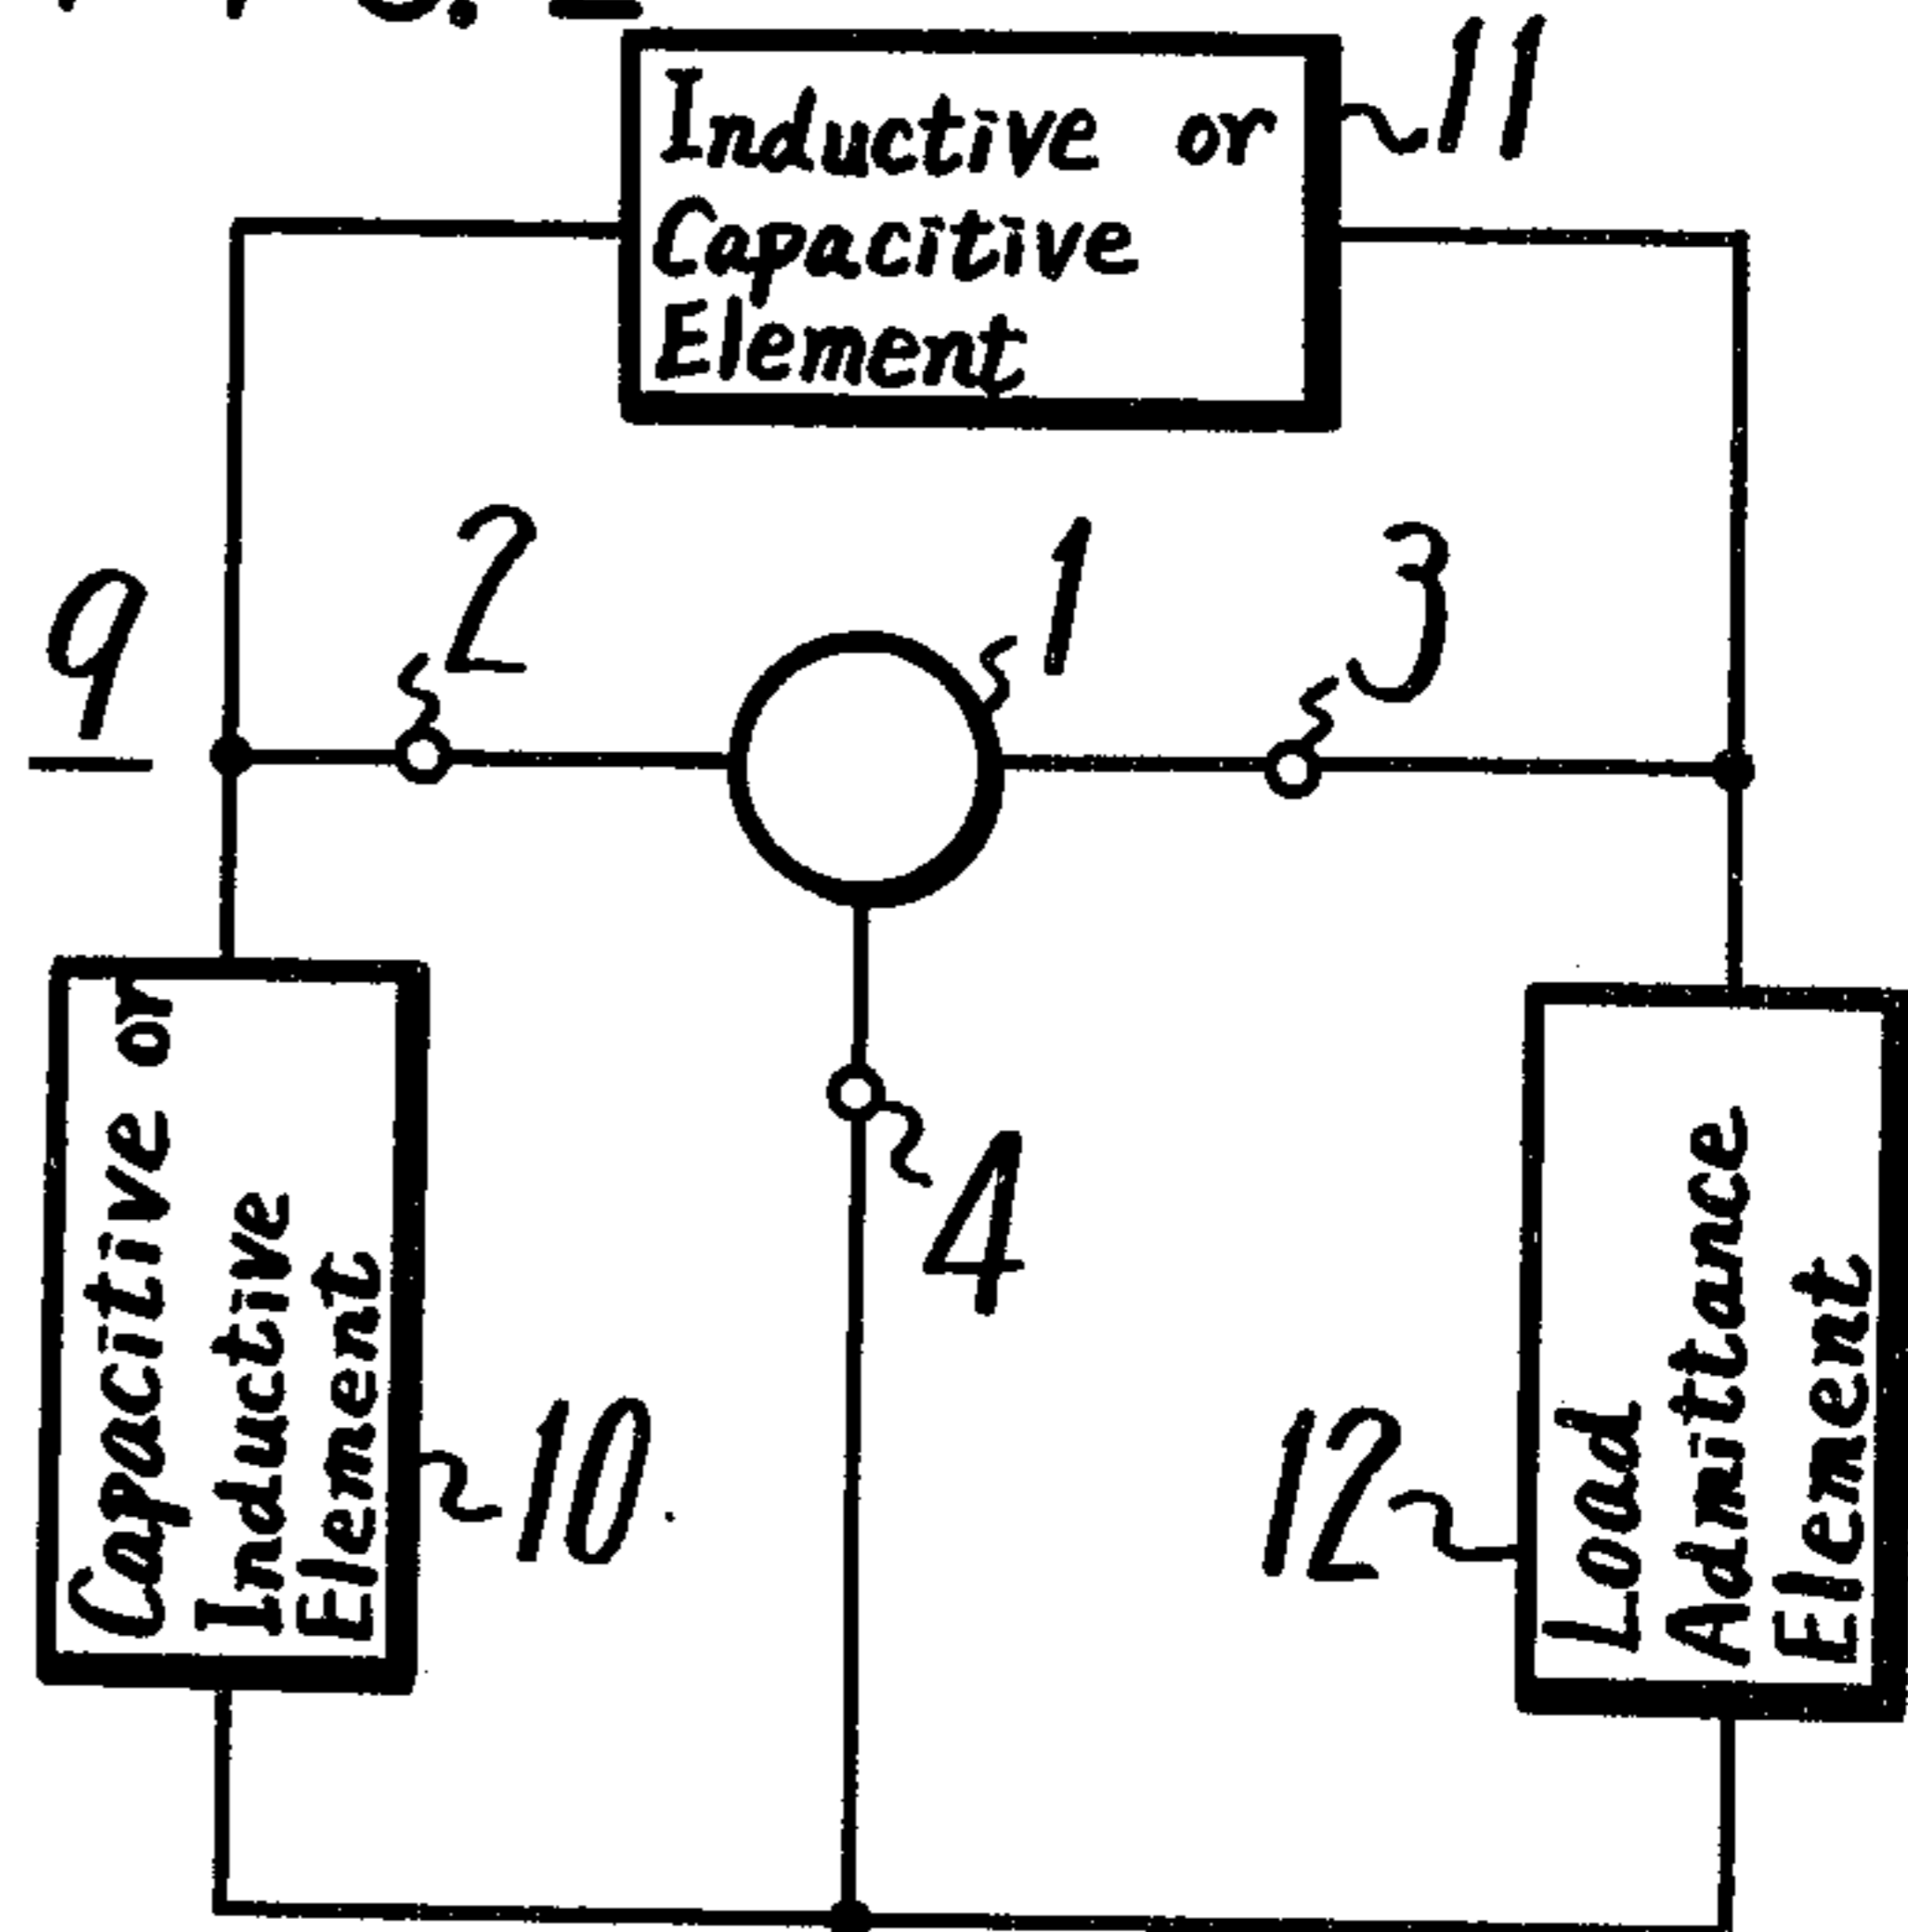 Inductive or
Capacitive
Element
11
2
1
3
9
4
Capacitive or
Inductive
Element
10
12
Load
Admittance
Element